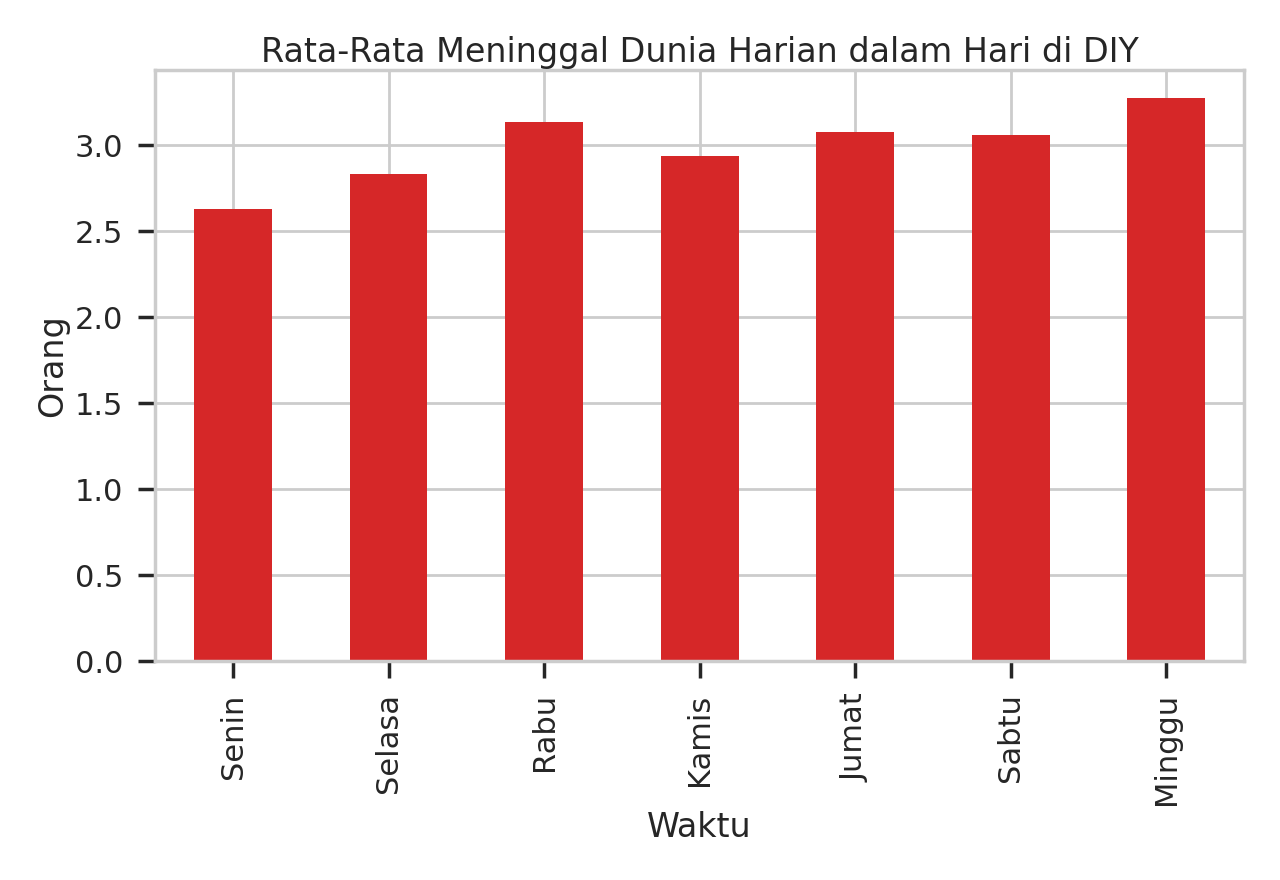 Rata-Rata Meninggal Dunia Harian dalam Hari di DIY
Orang
3.0
2.5
2.0
1.5
1.0
0.5
0.0
Senin
Selasa
Rabu
Kamis
Jumat
Sabtu
Minggu
Waktu